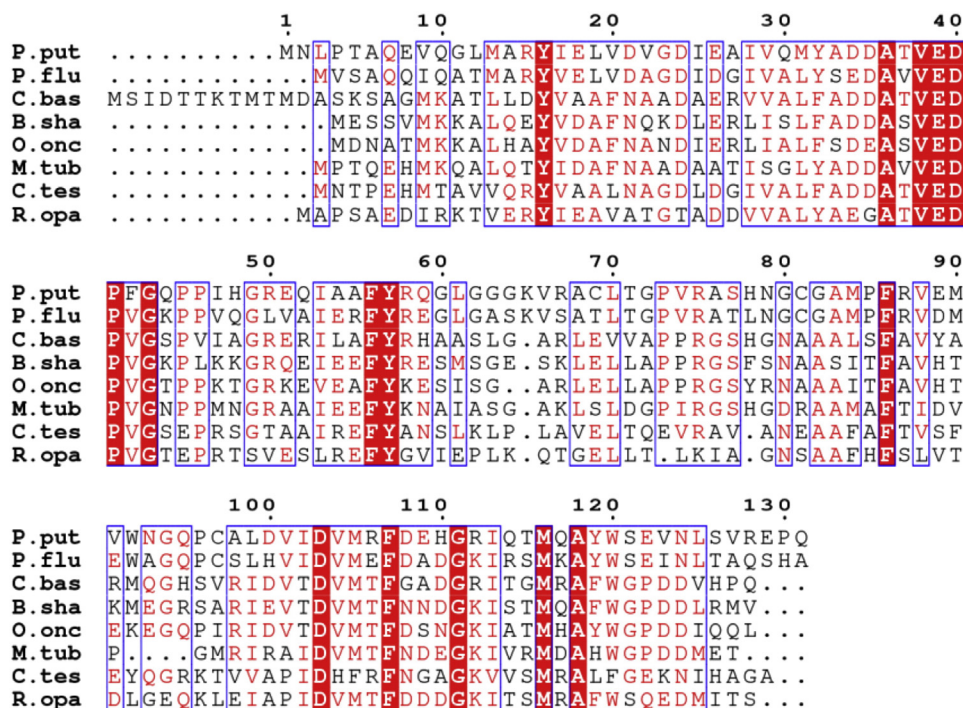 1 10 20 30 40
P.put ..........MNLPTAQEVQGLMARYIELVDVGDIEAIVQMYADDATVED
P.flu ............MVSAQQIQATMARYVELVDAGDIDGIVALYSEDAVVED
C.bas MSIDTTKTMTMDASKSAGMKATLLDYVAAFNAADAERVVALFADDATVED
B.sha .............MESSVMKKALQEYVDAFNQKDLERLISLFADDASVED
O.onc .............MDNATMKKALHAYVDAFNANDIERLIALFSDEASVED
M.tub ............MPTQEHMKQALQTYIDAFNAADAATISGLYADDAVVED
C.tes ............MNTPEHMTAVVQRYVAALNAGDLDGIVALFADDATVED
R.opa ...........MAPSAEDIRKTVERYIEAVATGTADDVVALYAEGATVED
50 60 70 80 90
P.put PFGQPPIHGREQIAAFYRQGLGGGKVRACLTGPVRASHNGCGAMPFRVEM
P.flu PVGKPPVQGLVAIERFYREGLGASKVSATLTGPVRATLNGCGAMPFRVDM
C.bas PVGSPVIAGRERILAFYRHAASLG.ARLEVVAPPRGSHGNAAALSFAVYA
B.sha PVGKPLKKGRQEIEEFYRESMSGE.SKLELLAPPRGSFSNAASITFAVHT
O.onc PVGTPPKTGRKEVEAFYKESISG..ARLELLAPPRGSYRNAAAITFAVHT
M.tub PVGNPPMNGRAAIEEFYKNAIASG.AKLSLDGPIRGSHGDRAAMAFTIDV
C.tes PVGSEPRSGTAAIREFYANSLKLP.LAVELTQEVRAV.ANEAAFAFTVSF
R.opa PVGTEPRTSVESLREFYGVIEPLK.QTGELLT.LKIA.GNSAAFHFSLVT
100 110 120 130
P.put VWNGQPCALDVIDVMRFDEHGRIQTMQAYWSEVNLSVREPQ
P.flu EWAGQPCSLHVIDVMEFDADGKIRSMKAYWSEINLTAQSHA
C.bas RMQGHSVRIDVTDVMTFGADGRITGMRAFWGPDDVHPQ...
B.sha KMEGRSARIEVTDVMTFNNDGKISTMQAFWGPDDLRMV...
O.onc EKEGQPIRIDVTDVMTFDSNGKIATMHAYWGPDDIQQL...
M.tub P....GMRIRAIDVMTFNDEGKIVRMDAHWGPDDMET....
C.tes EYQGRKTVVAPIDHFRFNGAGKVVSMRALFGEKNIHAGA..
R.opa DLGEQKLEIAPIDVMTFDDDGKITSMRAFWSQEDMITS...